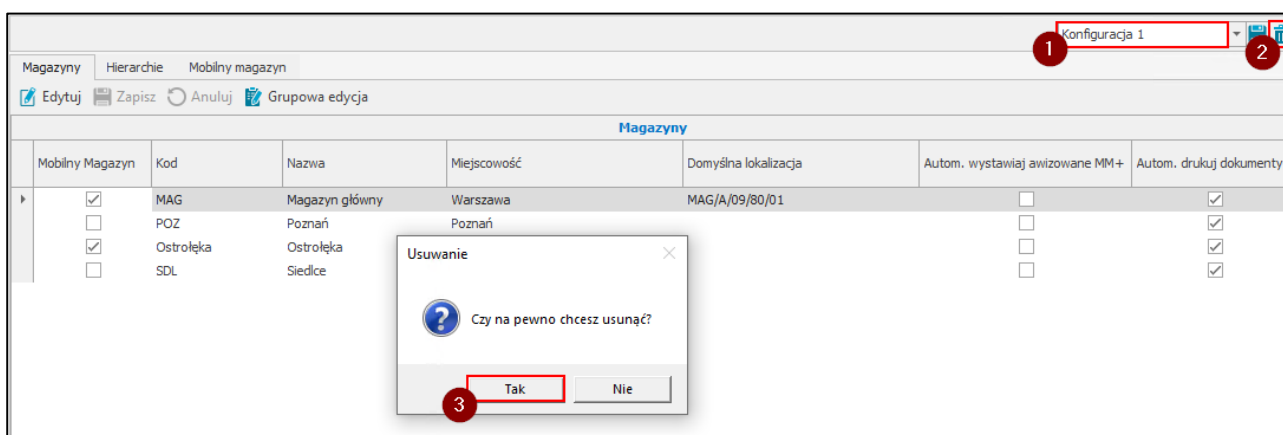 Konfiguracja 1
1
2
Magazyny Hierarchie Mobilny magazyn
Edytuj Zapisz Anuluj Grupowa edycja
Magazyny
Mobilny Magazyn Kod Nazwa Miejscowość Domyślna lokalizacja Autom. wystawiaj awizowane MM+ Autom. drukuj dokumenty
MAG Magazyn główny Warszawa MAG/A/09/80/01
POZ Poznań Poznań
Ostrołęka Ostrołęka
SDL Siedlce
Usuwanie
Czy na pewno chcesz usunąć?
Tak Nie
3